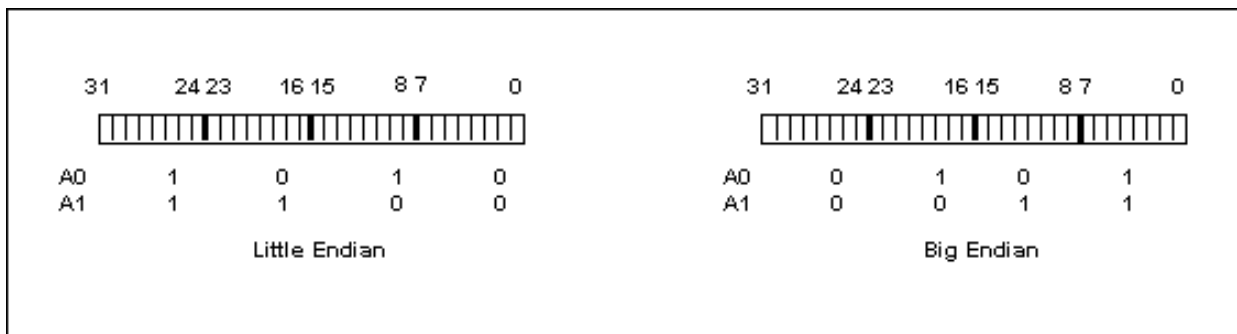 31 24 23 16 15 8 7 0 31 24 23 16 15 8 7 0
A0 1 0 1 0 A0 0 1 0 1
A1 1 1 0 0 A1 0 0 1 1
Little Endian Big Endian